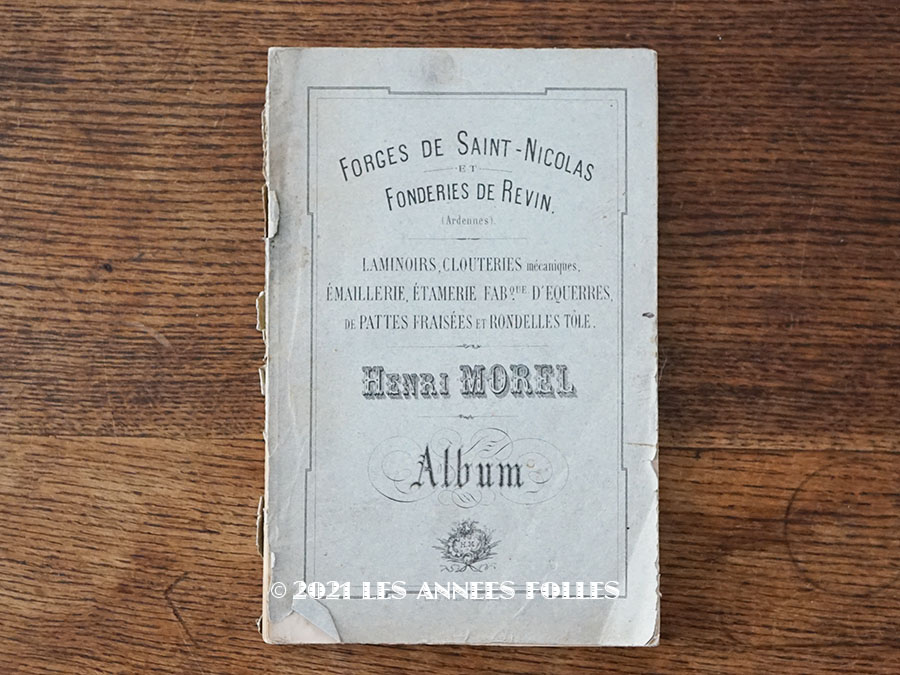 FORGES DE SAINT-NICOLAS
ET
FONDERIES DE REVIN.
(Ardennes).
LAMINOIRS, CLOUTERIES mécaniques,
ÉMAILLERIE, ÉTAMERIE FABQUE D'EQUERRES,
DE PATTES FRAISÉES ET RONDELLES TÔLE.
HENRI MOREL
Album
© 2021 LES ANNEES FOLLES